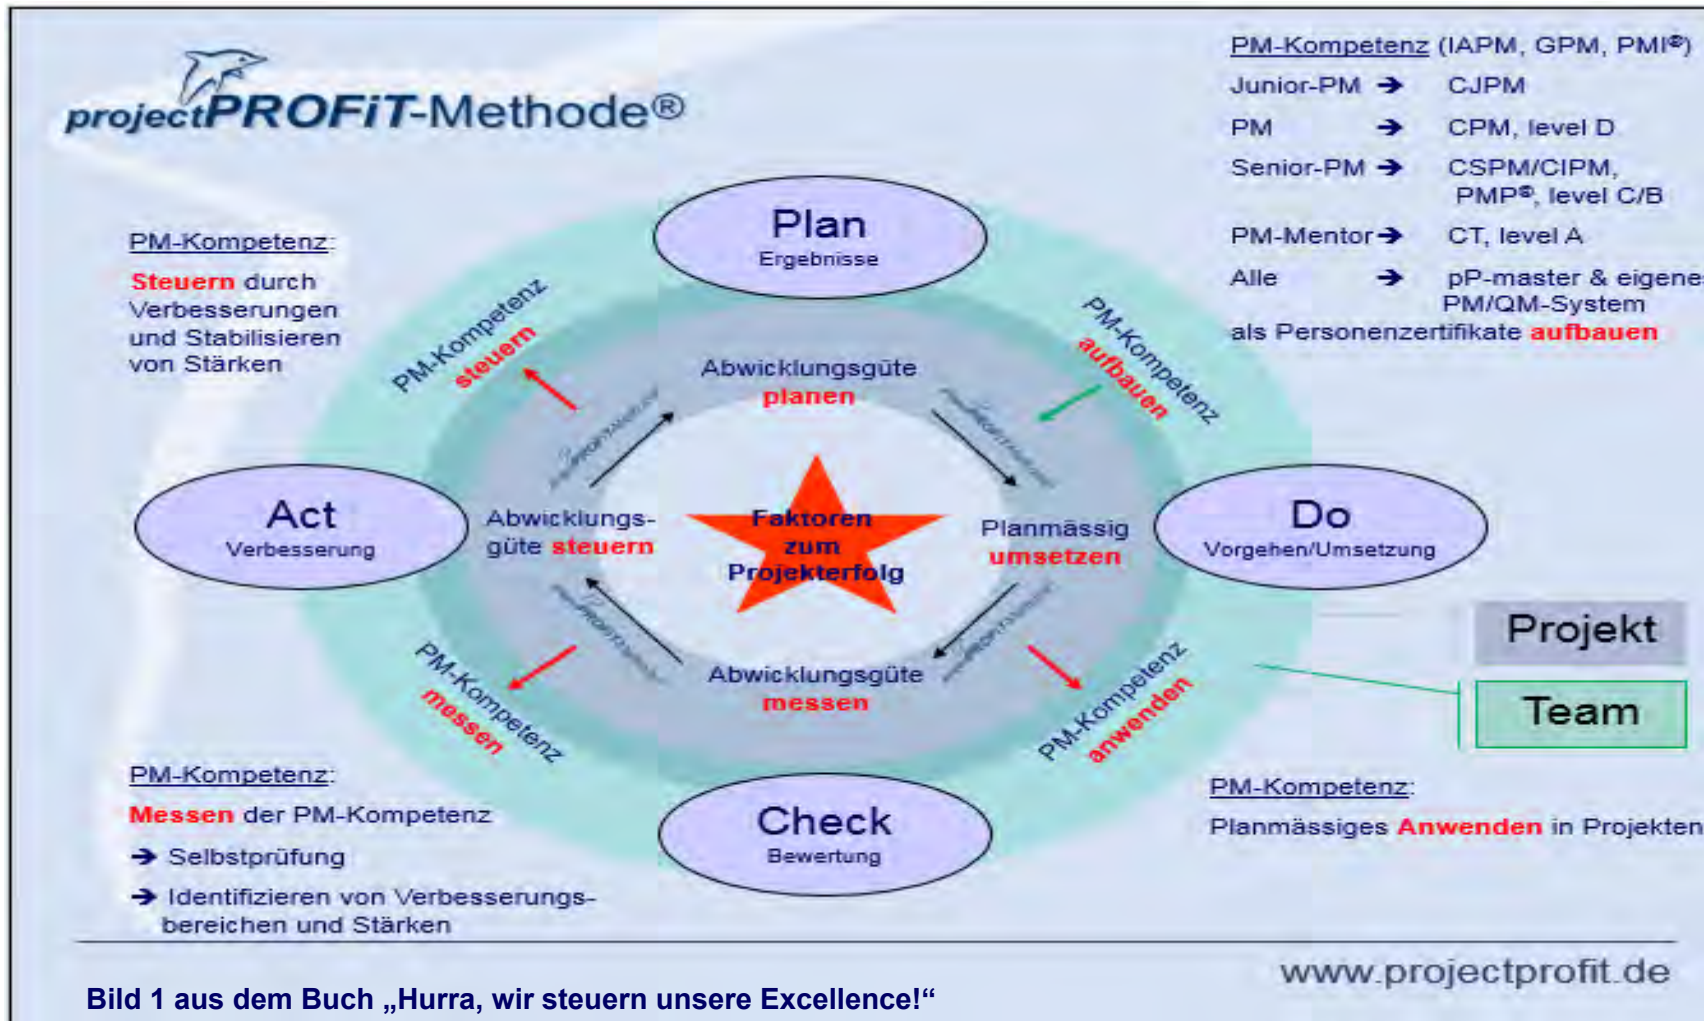 projectPROFiT-Methode®
PM-Kompetenz (IAPM, GPM, PMI®)
Junior-PM ➔ CJPM
PM ➔ CPM, level D
Senior-PM ➔ CSPM/CIPM,
PMP®, level C/B
PM-Mentor ➔ CT, level A
Alle ➔ pP-master & eigenes
PM/QM-System
als Personenzertifikate aufbauen
PM-Kompetenz:
Steuern durch
Verbesserungen
und Stabilisieren
von Stärken
Plan
Ergebnisse
PM-Kompetenz
steuern
PM-Kompetenz
aufbauen
Abwicklungsgüte
planen
Act
Verbesserung
Abwicklungs-
güte steuern
Faktoren
zum
Projekterfolg
Planmässig
umsetzen
Do
Vorgehen/Umsetzung
Abwicklungsgüte
messen
PM-Kompetenz
messen
PM-Kompetenz
anwenden
Projekt
Team
Check
Bewertung
PM-Kompetenz:
Messen der PM-Kompetenz
➔ Selbstprüfung
➔ Identifizieren von Verbesserungs-
bereichen und Stärken
PM-Kompetenz:
Planmässiges Anwenden in Projekten
www.projectprofit.de
Bild 1 aus dem Buch „Hurra, wir steuern unsere Excellence!“